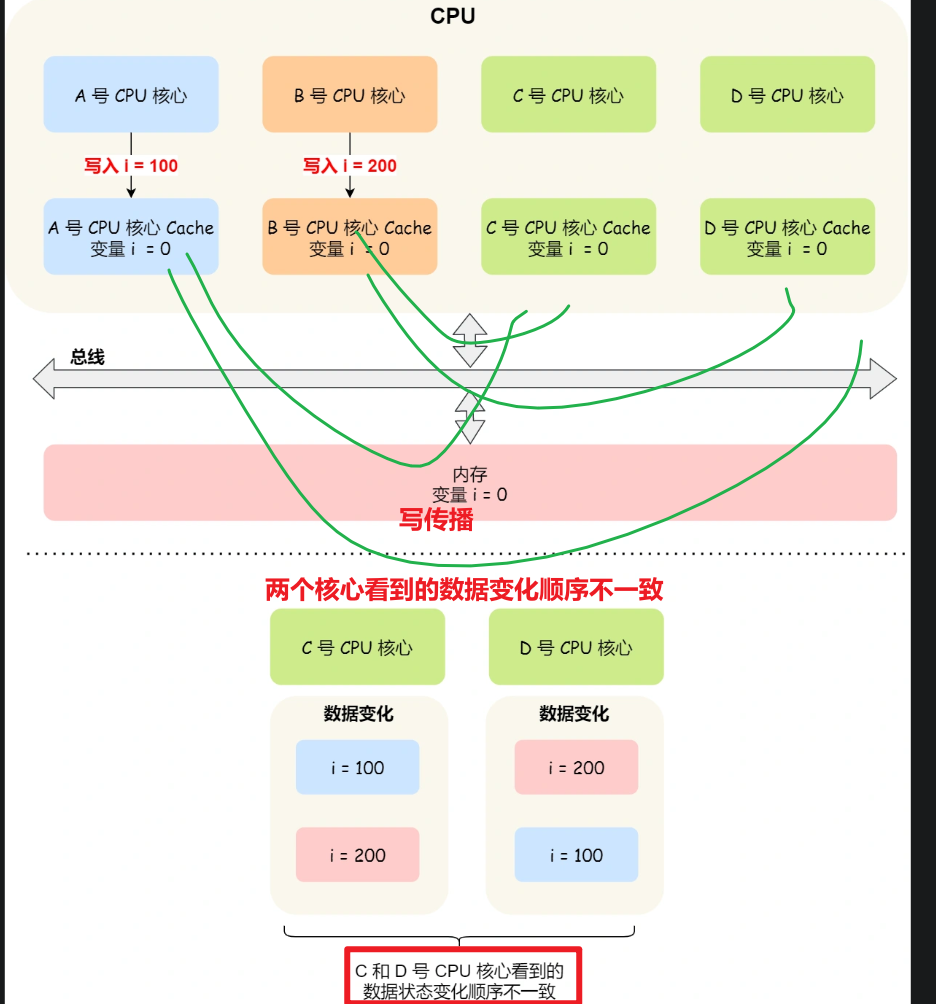 CPU
A 号 CPU 核心
B 号 CPU 核心
C 号 CPU 核心
D 号 CPU 核心
写入 i = 100
写入 i = 200
A 号 CPU 核心 Cache
变量 i = 0
B 号 CPU 核心 Cache
变量 i = 0
C 号 CPU 核心 Cache
变量 i = 0
D 号 CPU 核心 Cache
变量 i = 0
总线
内存
变量 i = 0
写传播
两个核心看到的数据变化顺序不一致
C 号 CPU 核心
D 号 CPU 核心
数据变化
数据变化
i = 100
i = 200
i = 200
i = 100
C 和 D 号 CPU 核心看到的
数据状态变化顺序不一致